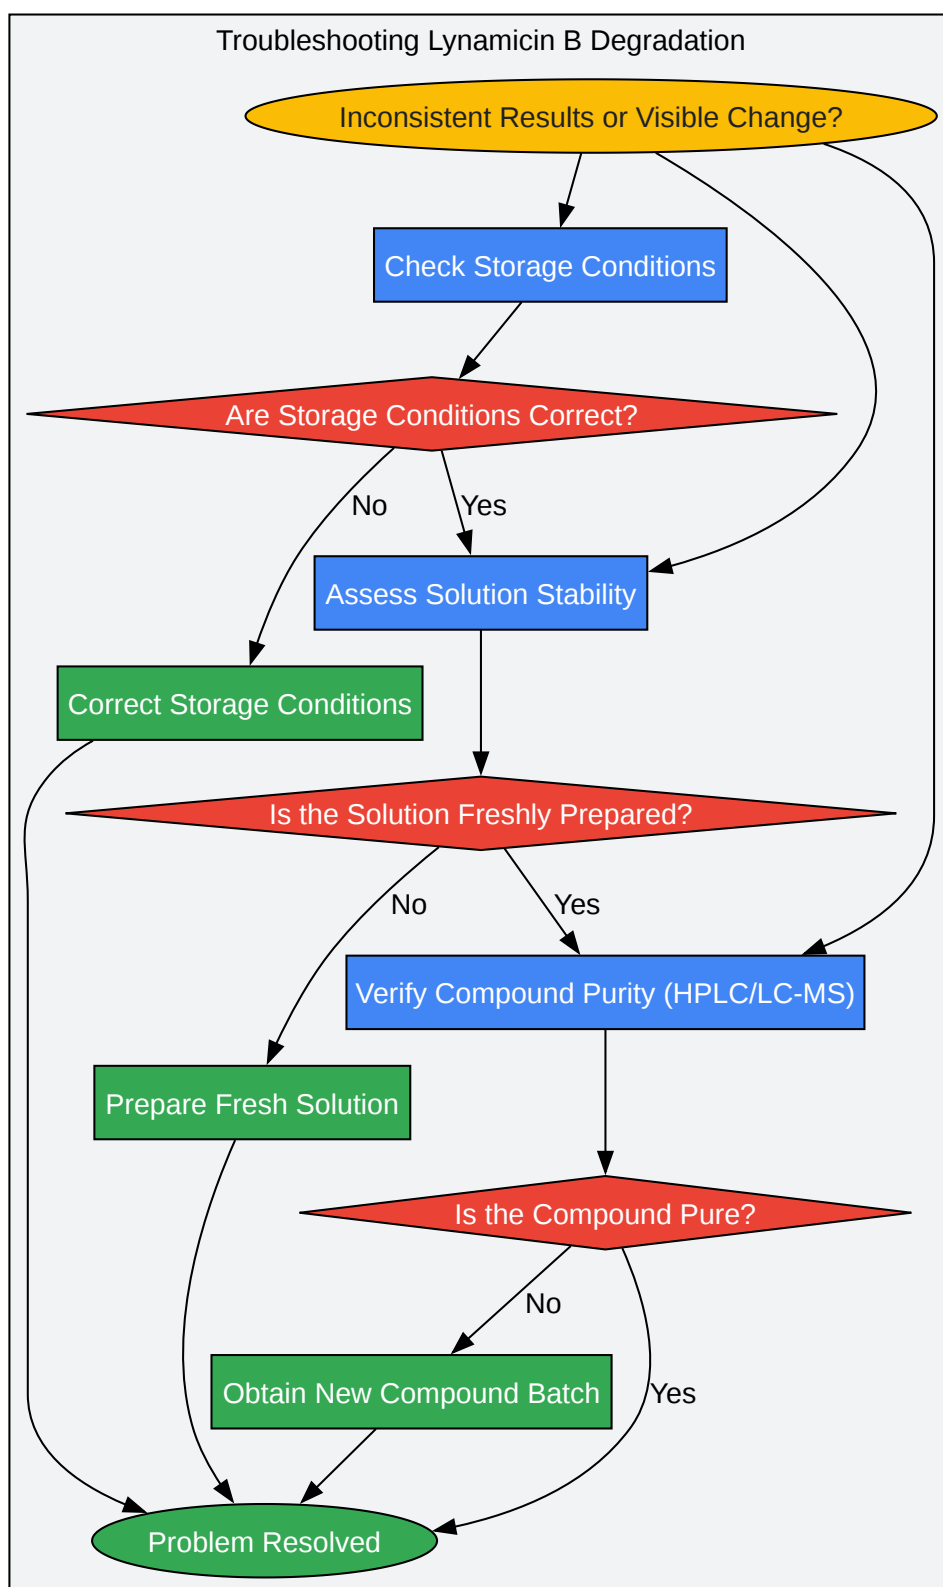 Troubleshooting Lynamicin B Degradation
Inconsistent Results or Visible Change?
Check Storage Conditions
Are Storage Conditions Correct?
No
Yes
Assess Solution Stability
Correct Storage Conditions
Is the Solution Freshly Prepared?
No
Yes
Verify Compound Purity (HPLC/LC-MS)
Prepare Fresh Solution
Is the Compound Pure?
No
Obtain New Compound Batch
Yes
Problem Resolved